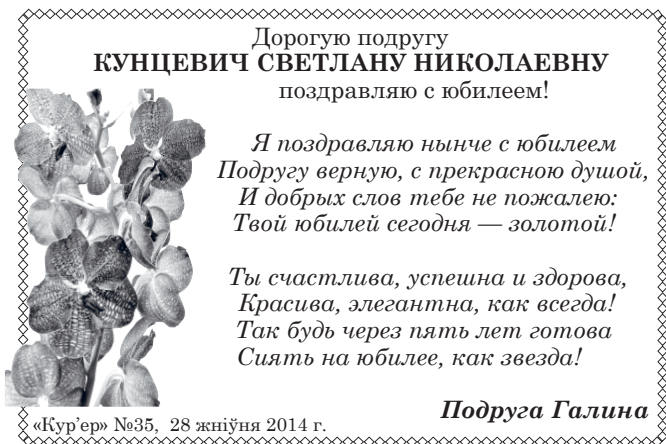 Дорогую подругу
КУНЦЕВИЧ СВЕТЛАНУ НИКОЛАЕВНУ
поздравляю с юбилеем!
Я поздравляю нынче с юбилеем
Подругу верную, с прекрасною душой,
И добрых слов тебе не пожалею:
Твой юбилей сегодня — золотой!
Ты счастлива, успешна и здорова,
Красива, элегантна, как всегда!
Так будь через пять лет готова
Сиять на юбилее, как звезда!
Подруга Галина
«Кур’ер» №35, 28 жніўня 2014 г.